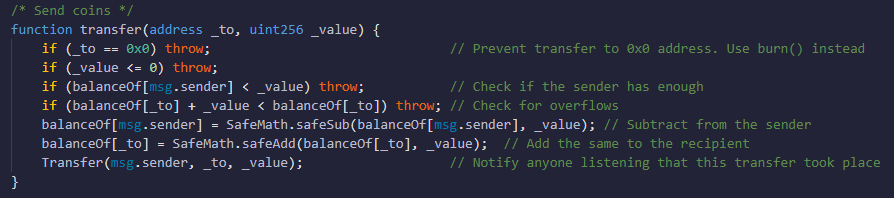 /* Send coins */
function transfer(address _to, uint256 _value) {
    if (_to == 0x0) throw;                               // Prevent transfer to 0x0 address. Use burn() instead
    if (_value <= 0) throw;
    if (balanceOf[msg.sender] < _value) throw;           // Check if the sender has enough
    if (balanceOf[_to] + _value < balanceOf[_to]) throw; // Check for overflows
    balanceOf[msg.sender] = SafeMath.safeSub(balanceOf[msg.sender], _value); // Subtract from the sender
    balanceOf[_to] = SafeMath.safeAdd(balanceOf[_to], _value);  // Add the same to the recipient
    Transfer(msg.sender, _to, _value);                   // Notify anyone listening that this transfer took place
}